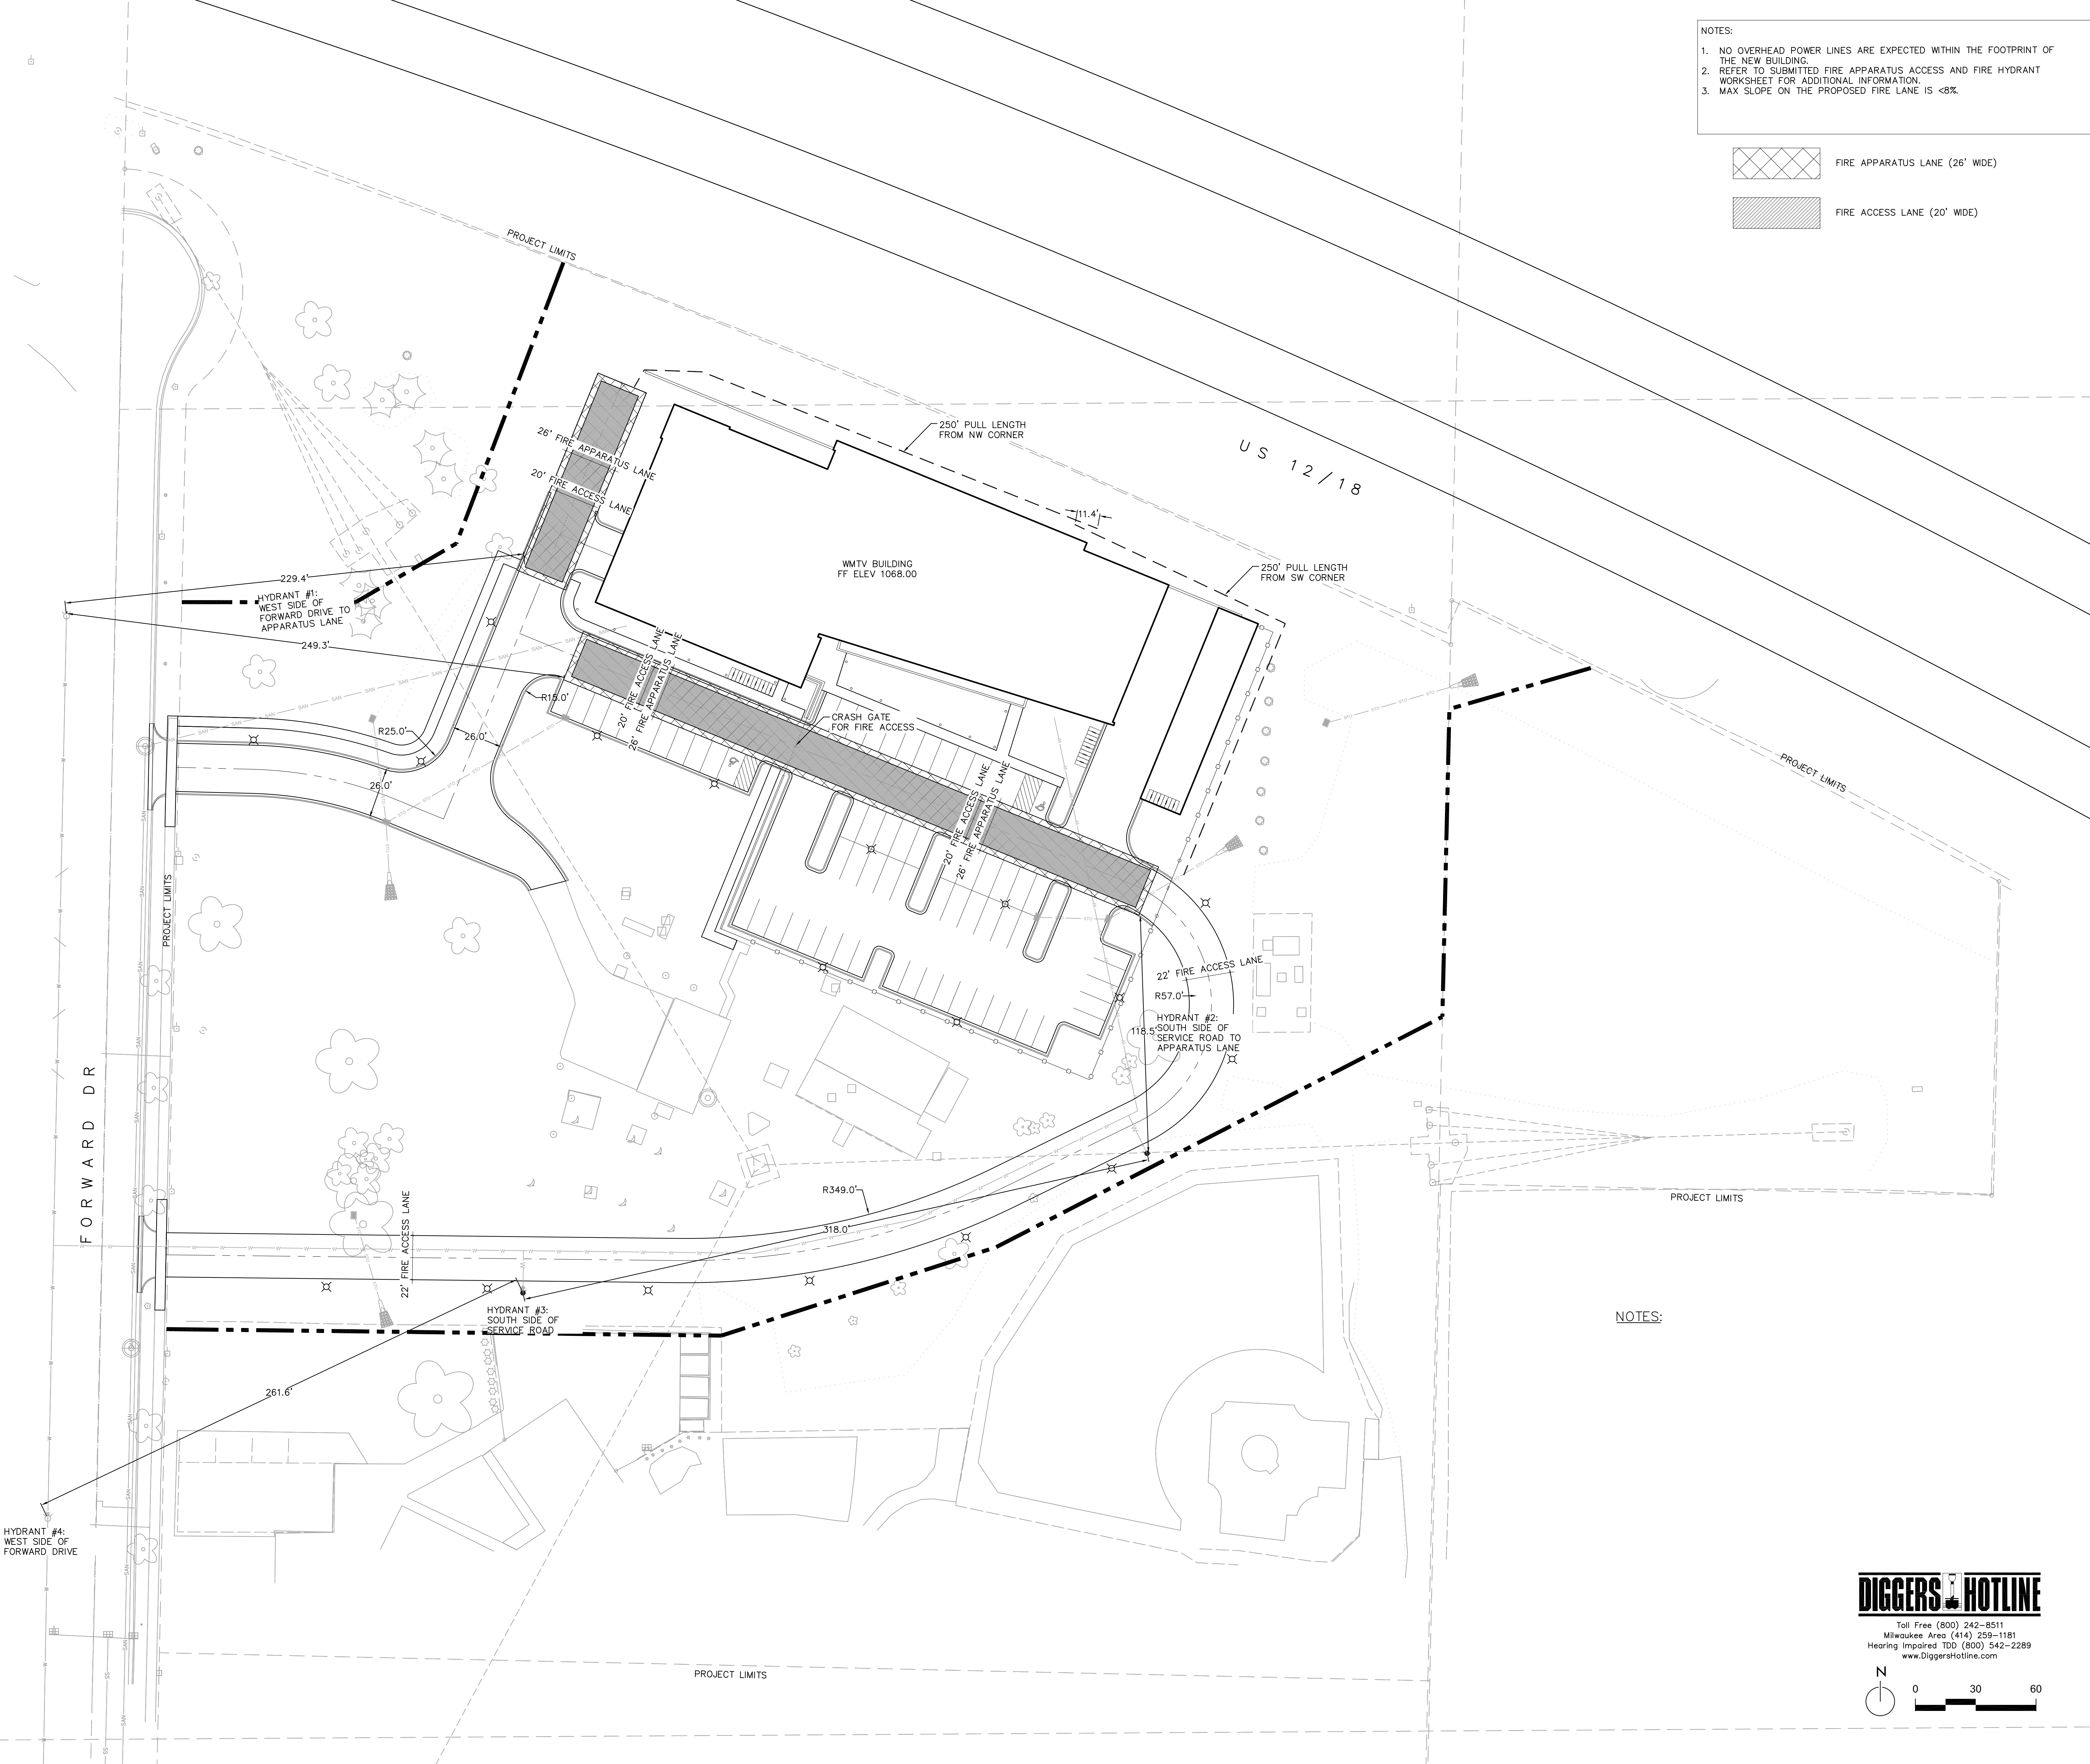 NOTES:
1. NO OVERHEAD POWER LINES ARE EXPECTED WITHIN THE FOOTPRINT OF
THE NEW BUILDING.
2. REFER TO SUBMITTED FIRE APPARATUS ACCESS AND FIRE HYDRANT
WORKSHEET FOR ADDITIONAL INFORMATION.
3. MAX SLOPE ON THE PROPOSED FIRE LANE IS <8%.
FIRE APPARATUS LANE (26' WIDE)
FIRE ACCESS LANE (20' WIDE)
PROJECT LIMITS
250' PULL LENGTH
FROM NW CORNER
US 12/18
26' FIRE APPARATUS LANE
20' FIRE ACCESS LANE
11.4'
WMTV BUILDING
FF ELEV 1068.00
250' PULL LENGTH
FROM SW CORNER
229.4'
HYDRANT #1:
WEST SIDE OF
FORWARD DRIVE TO
APPARATUS LANE
249.3'
20' FIRE ACCESS LANE
26' FIRE APPARATUS LANE
R15.0'
R25.0'
26.0'
26.0'
CRASH GATE
FOR FIRE ACCESS
20' FIRE ACCESS LANE
26' FIRE APPARATUS LANE
PROJECT LIMITS
PROJECT LIMITS
22' FIRE ACCESS LANE
R57.0'
118.5'
HYDRANT #2:
SOUTH SIDE OF
SERVICE ROAD TO
APPARATUS LANE
FORWARD DR
R349.0'
318.0'
22' FIRE ACCESS LANE
PROJECT LIMITS
HYDRANT #3:
SOUTH SIDE OF
SERVICE ROAD
NOTES:
261.6'
HYDRANT #4:
WEST SIDE OF
FORWARD DRIVE
PROJECT LIMITS
DIGGERS HOTLINE
Toll Free (800) 242-8511
Milwaukee Area (414) 259-1181
Hearing Impaired TDD (800) 542-2289
www.DiggersHotline.com
N
0 30 60